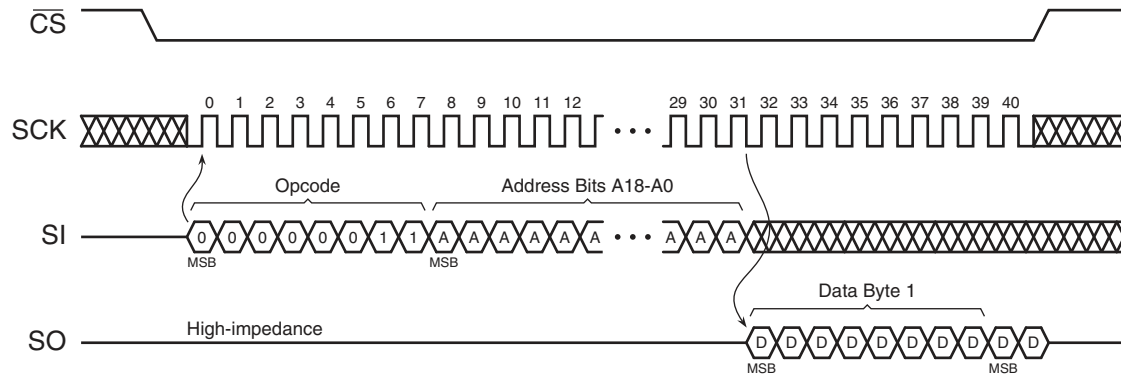 CS
0 1 2 3 4 5 6 7 8 9 10 11 12 29 30 31 32 33 34 35 36 37 38 39 40
SCK
Opcode Address Bits A18-A0
SI 0 0 0 0 0 0 1 1 A A A A A A A A A
MSB MSB
Data Byte 1
High-impedance
SO D D D D D D D D D D
MSB MSB